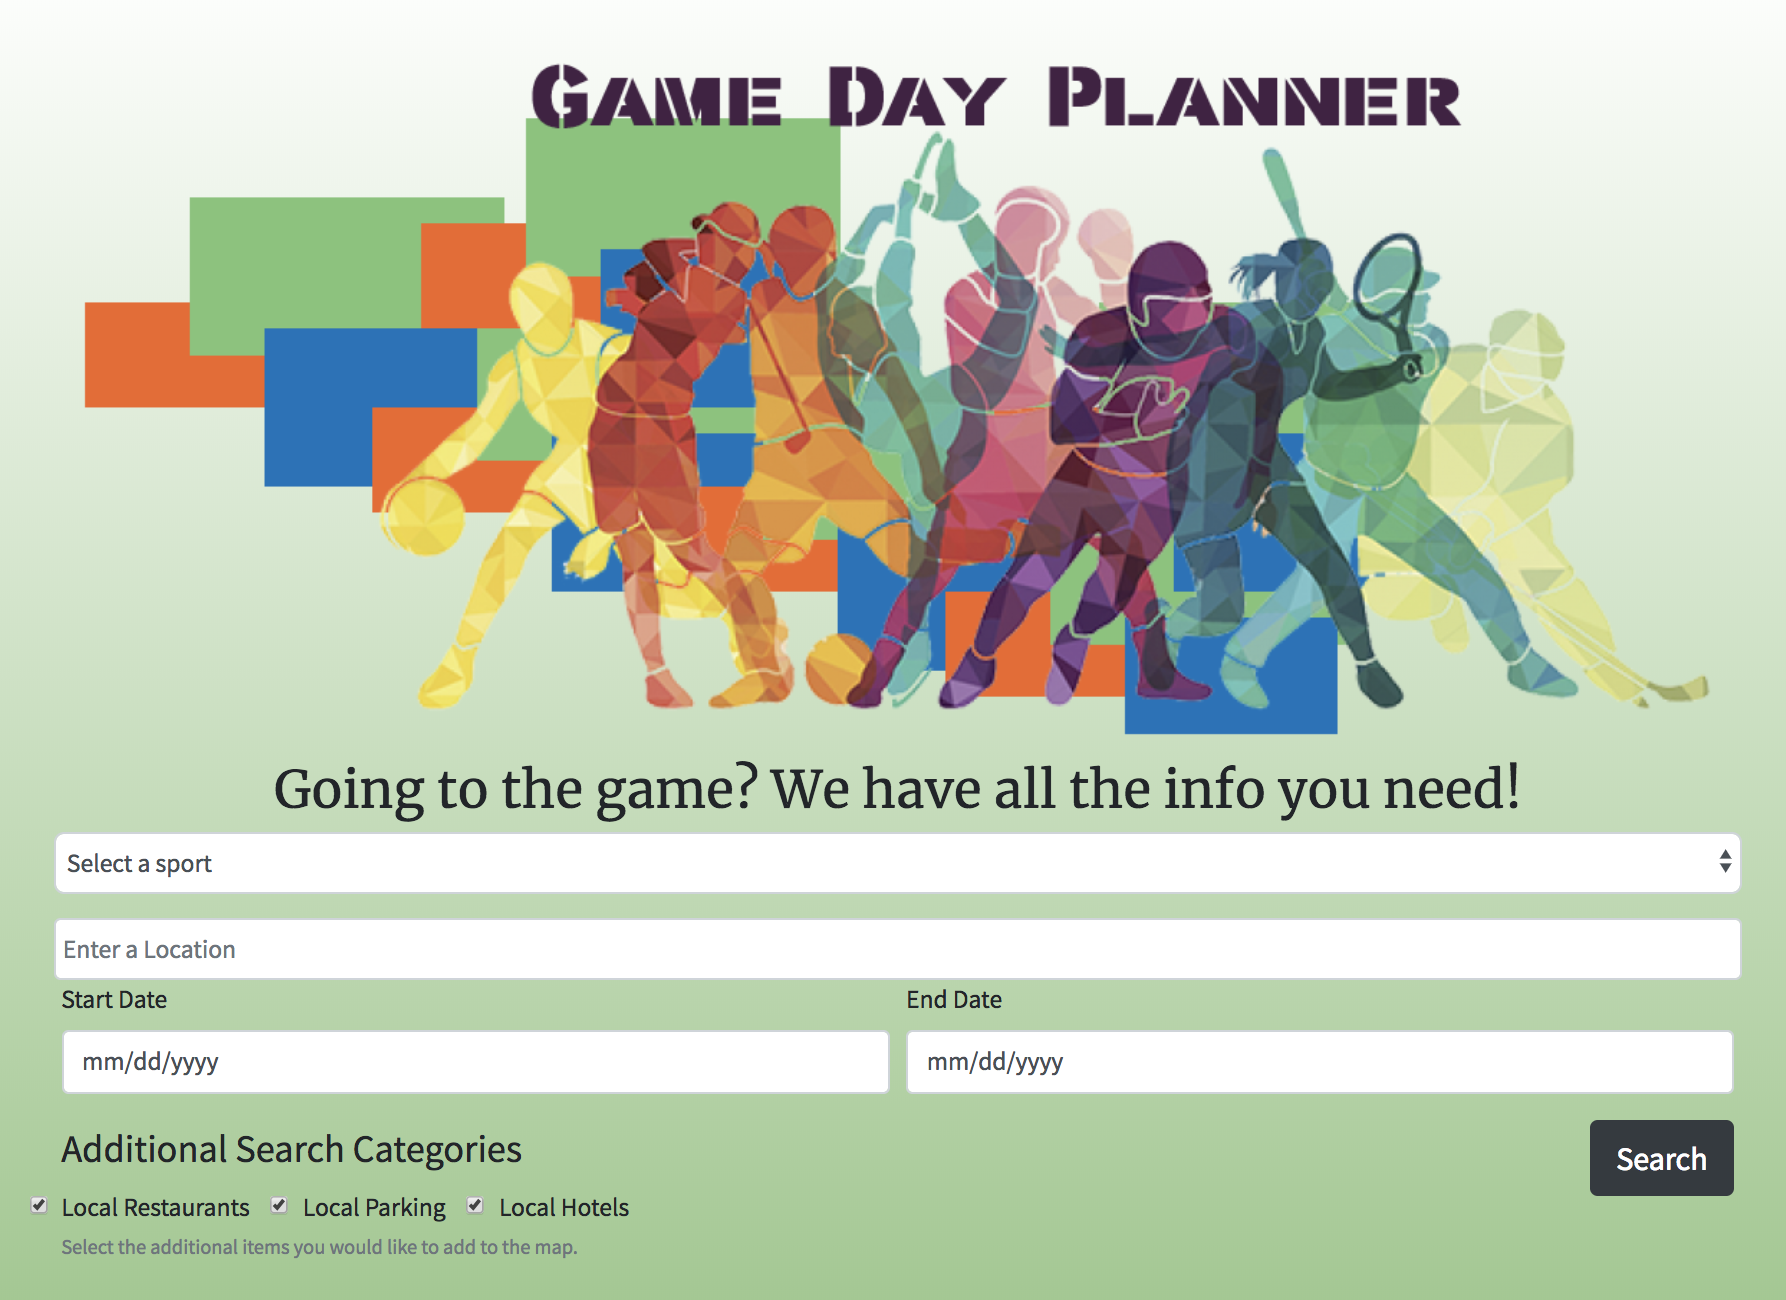 Game Day Planner
Going to the game? We have all the info you need!
Select a sport
Enter a Location
Start Date End Date
mm/dd/yyyy mm/dd/yyyy
Additional Search Categories
Search
Local Restaurants Local Parking Local Hotels
Select the additional items you would like to add to the map.